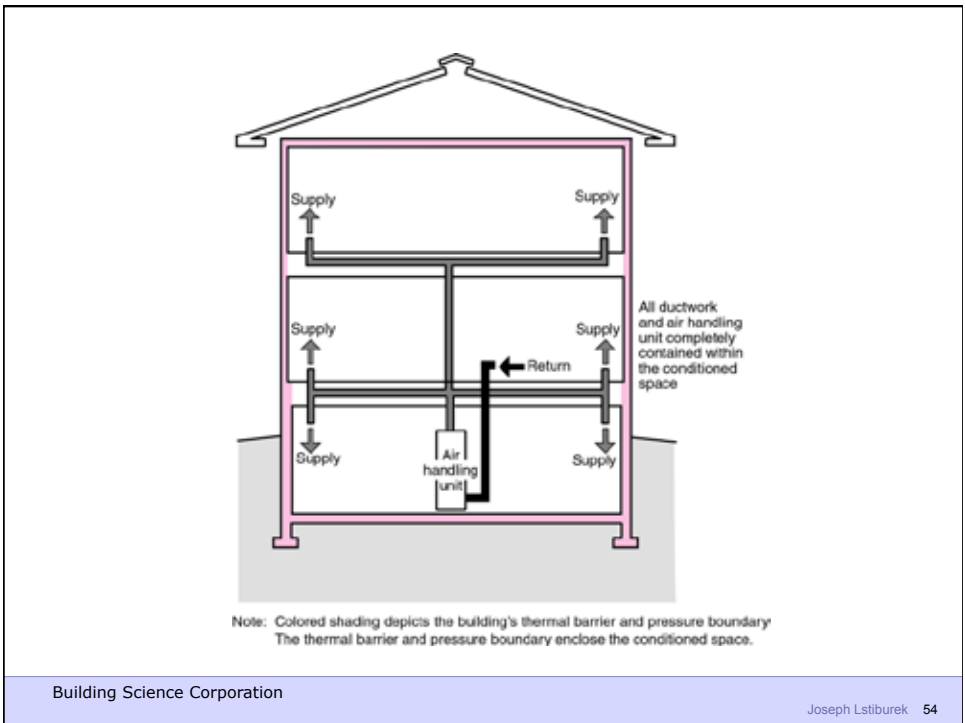 Supply
Supply
Supply
Supply
Return
All ductwork
and air handling
unit completely
contained within
the conditioned
space
Supply
Supply
Air
handling
unit
Note: Colored shading depicts the building's thermal barrier and pressure boundary
The thermal barrier and pressure boundary enclose the conditioned space.
Building Science Corporation
Joseph Lstiburek 54